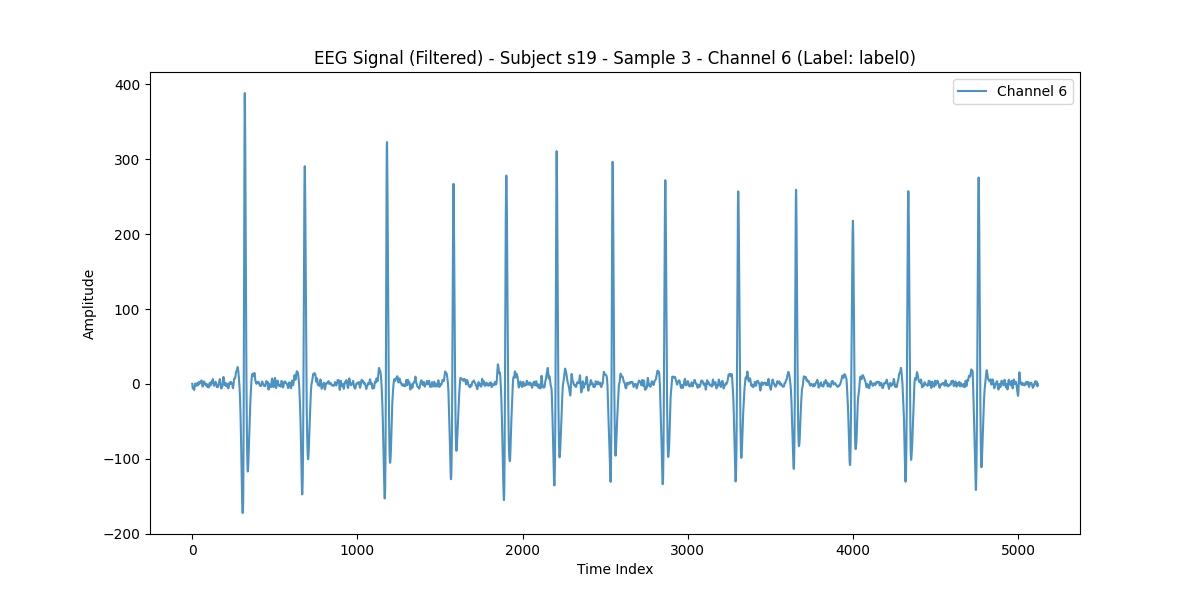 EEG Signal (Filtered) - Subject s19 - Sample 3 - Channel 6 (Label: label0)
Channel 6
400
300
200
100
0
−100
−200
Amplitude
0 1000 2000 3000 4000 5000
Time Index